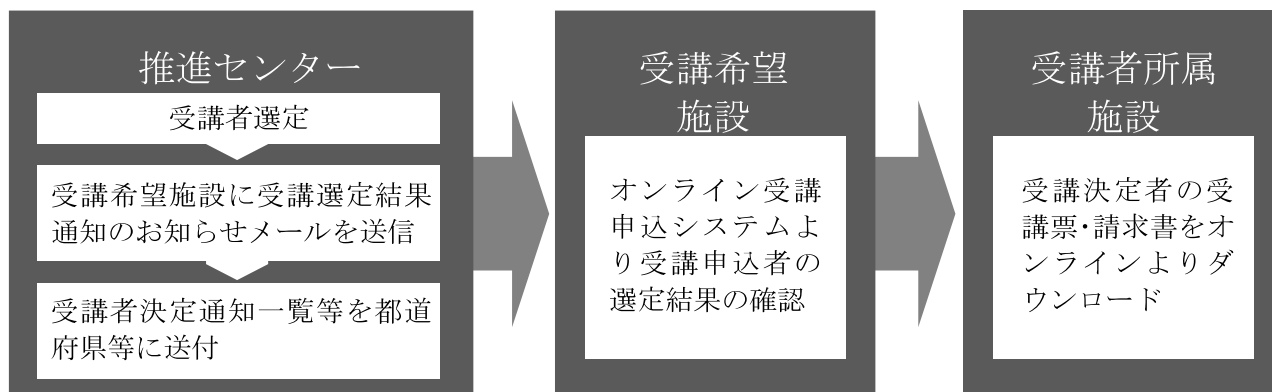 推進センター
受講者選定
受講希望施設に受講選定結果
通知のお知らせメールを送信
受講者決定通知一覧等を都道
府県等に送付
受講希望
施設
オンライン受講
申込システムよ
り受講申込者の
選定結果の確認
受講者所属
施設
受講決定者の受
講票・請求書をオ
ンラインよりダ
ウンロード